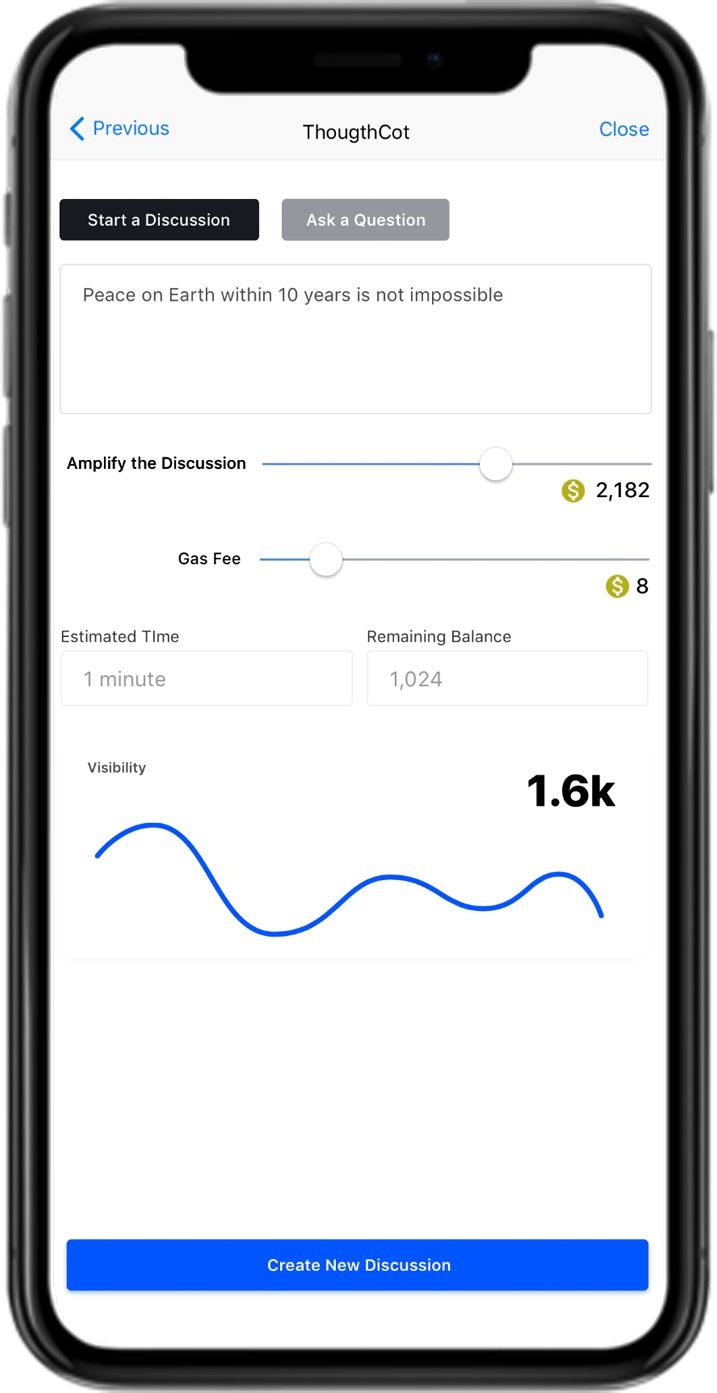 Previous
ThougthCot
Close
Start a Discussion
Ask a Question
Peace on Earth within 10 years is not impossible
Amplify the Discussion
$ 2,182
Gas Fee
$ 8
Estimated TIme
Remaining Balance
1 minute
1,024
Visibility
1.6k
Create New Discussion